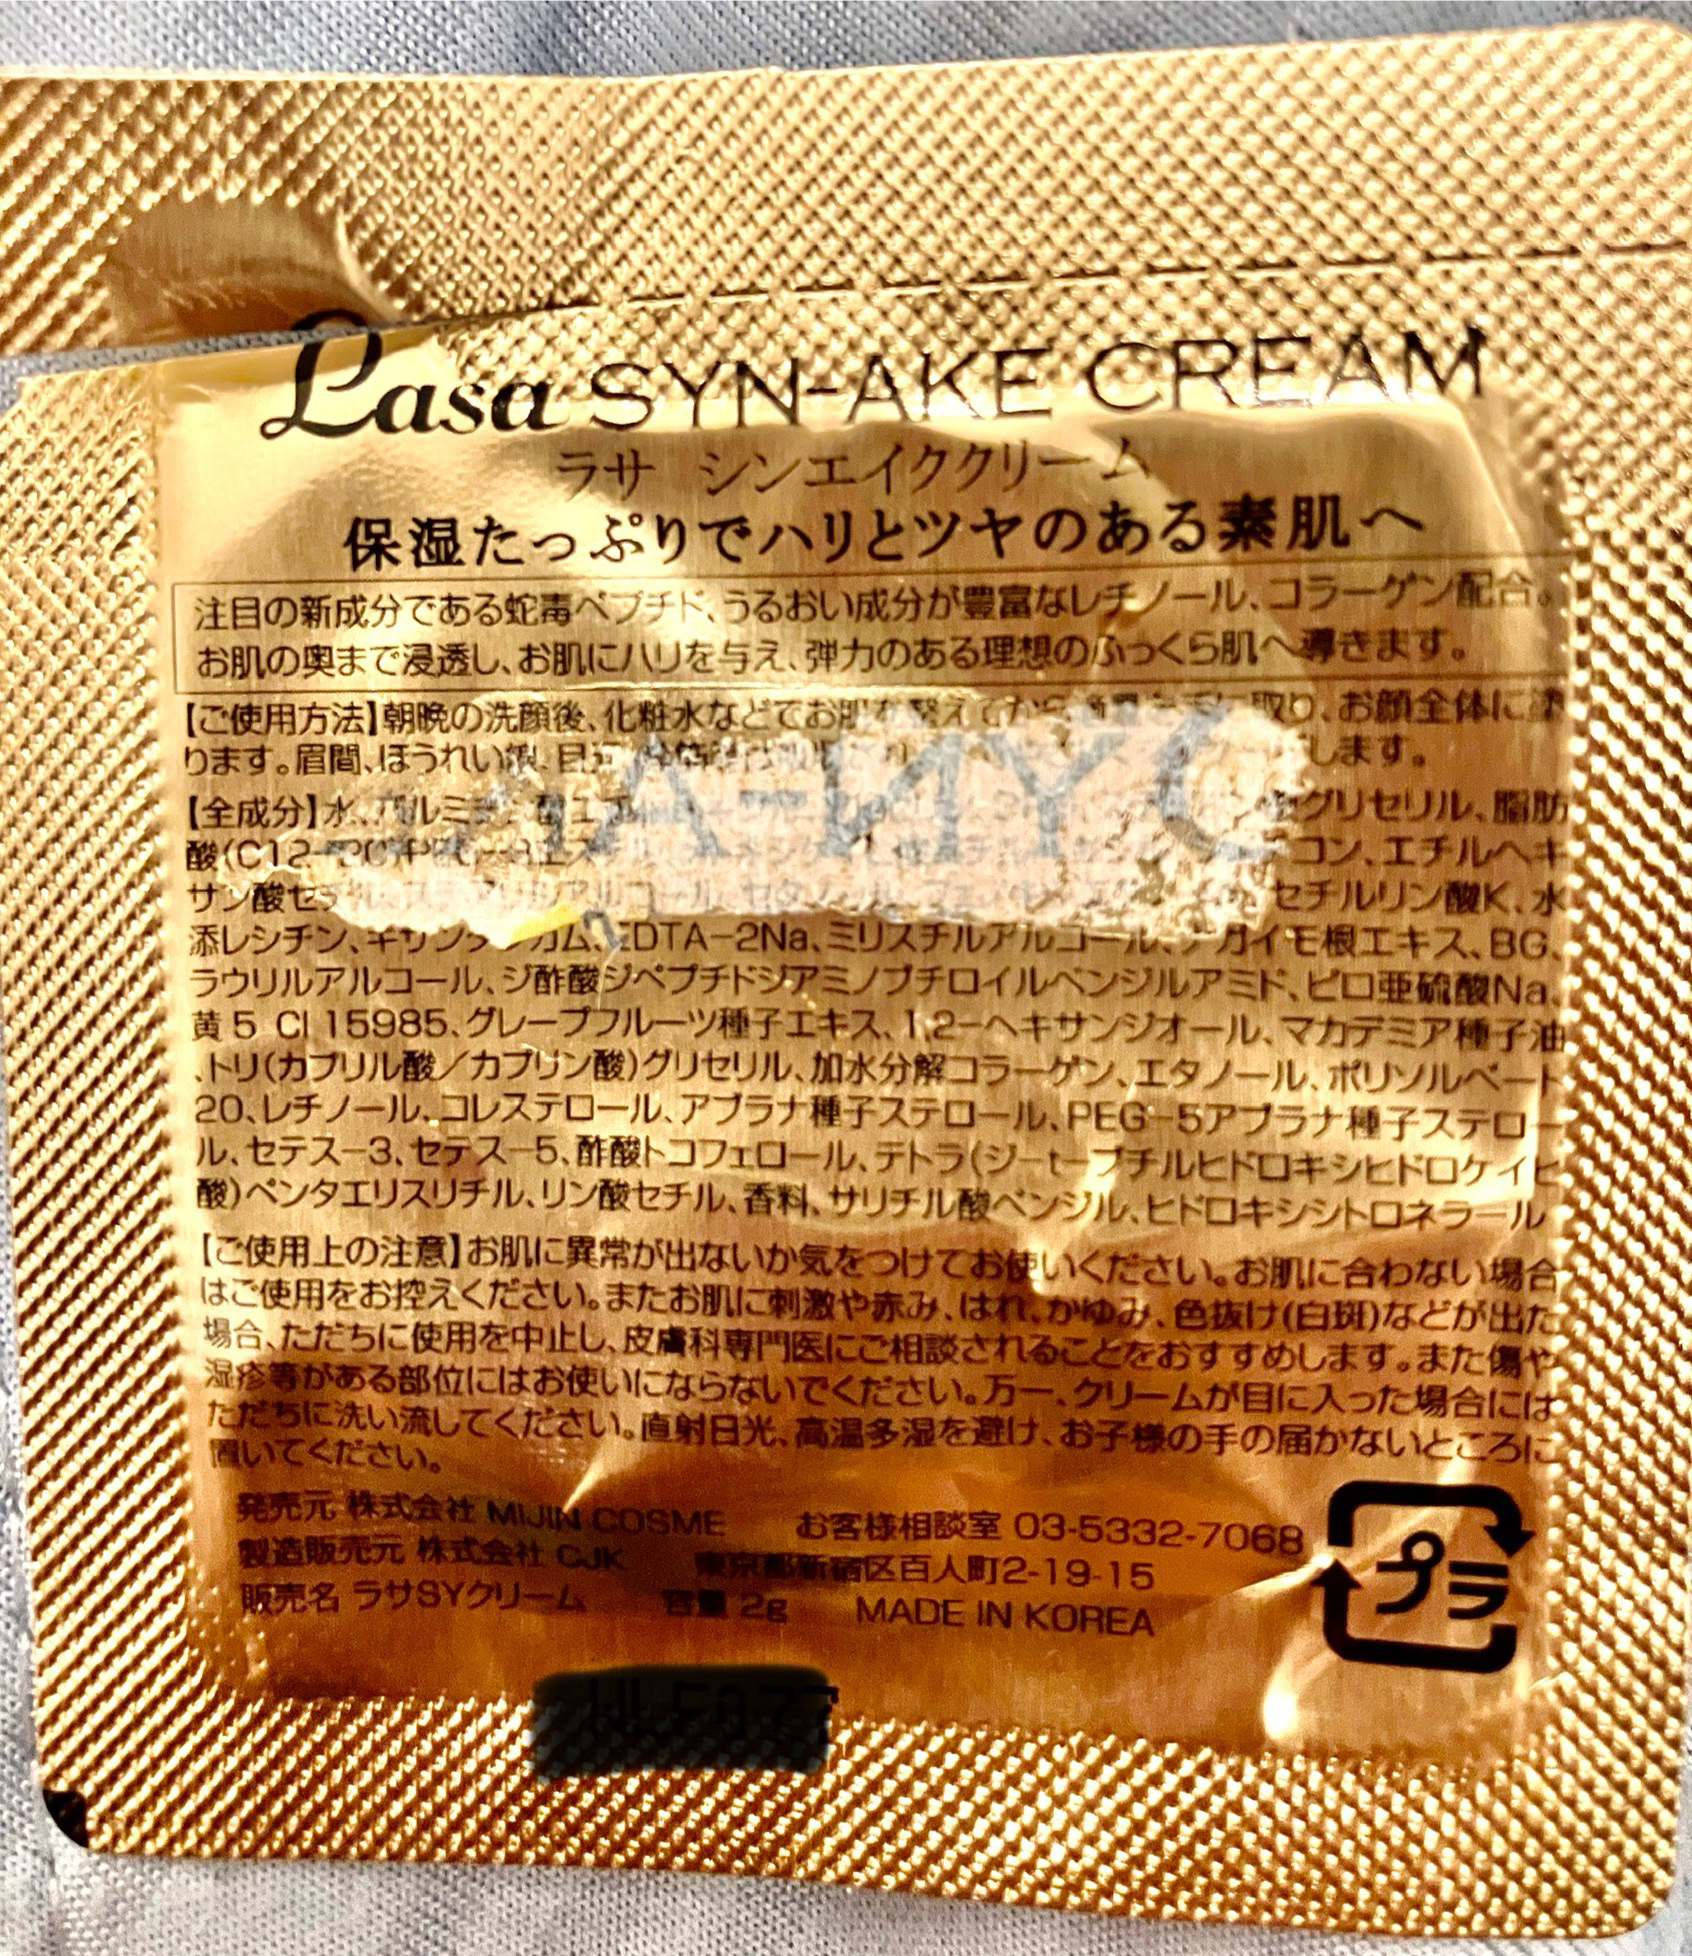 Lasa SYN-AKE CREAM
ラサ シンエイククリーム
保湿たっぷりでハリとツヤのある素肌へ
注目の新成分である蛇毒ペプチド、うるおい成分が豊富なレチノール、コラーゲン配合。
お肌の奥まで浸透し、お肌にハリを与え、弾力のある理想のふっくら肌へ導きます。
【ご使用方法】朝晩の洗顔後、化粧水などでお肌を整えてから 取り、お顔全体に塗
ります。眉間、ほうれい線、目元 します。
【全成分】水、 グリセリル、脂肪
酸(C12-20) コン、エチルヘキ
サン酸セチル、ステアリルアルコール、セタノール、 セチルリン酸K、水
添レシチン、キサンタンガム、EDTA-2Na、ミリスチルアルコール、ナガイモ根エキス、BG、
ラウリルアルコール、ジ酢酸ジペプチドジアミノブチロイルベンジルアミド、ピロ亜硫酸Na、
黄5 CI 15985、グレープフルーツ種子エキス、1,2-ヘキサンジオール、マカデミア種子油
、トリ(カプリル酸/カプリン酸)グリセリル、加水分解コラーゲン、エタノール、ポリソルベート
20、レチノール、コレステロール、アブラナ種子ステロール、PEG-5アブラナ種子ステロー
ル、セテス-3、セテス-5、酢酸トコフェロール、テトラ(ジ-t-ブチルヒドロキシヒドロケイヒ
酸)ペンタエリスリチル、リン酸セチル、香料、サリチル酸ベンジル、ヒドロキシシトロネラール
【ご使用上の注意】お肌に異常が出ないか気をつけてお使いください。お肌に合わない場合
はご使用をお控えください。またお肌に刺激や赤み、はれ、かゆみ、色抜け(白斑)などが出た
場合、ただちに使用を中止し、皮膚科専門医にご相談されることをおすすめします。また傷や
湿疹等がある部位にはお使いにならないでください。万一、クリームが目に入った場合には
ただちに洗い流してください。直射日光、高温多湿を避け、お子様の手の届かないところに
置いてください。
発売元 株式会社 MIJIN COSME お客様相談室 03-5332-7068
製造販売元 株式会社 CJK 東京都新宿区百人町2-19-15
販売名 ラサSYクリーム 容量 2g MADE IN KOREA
プラ